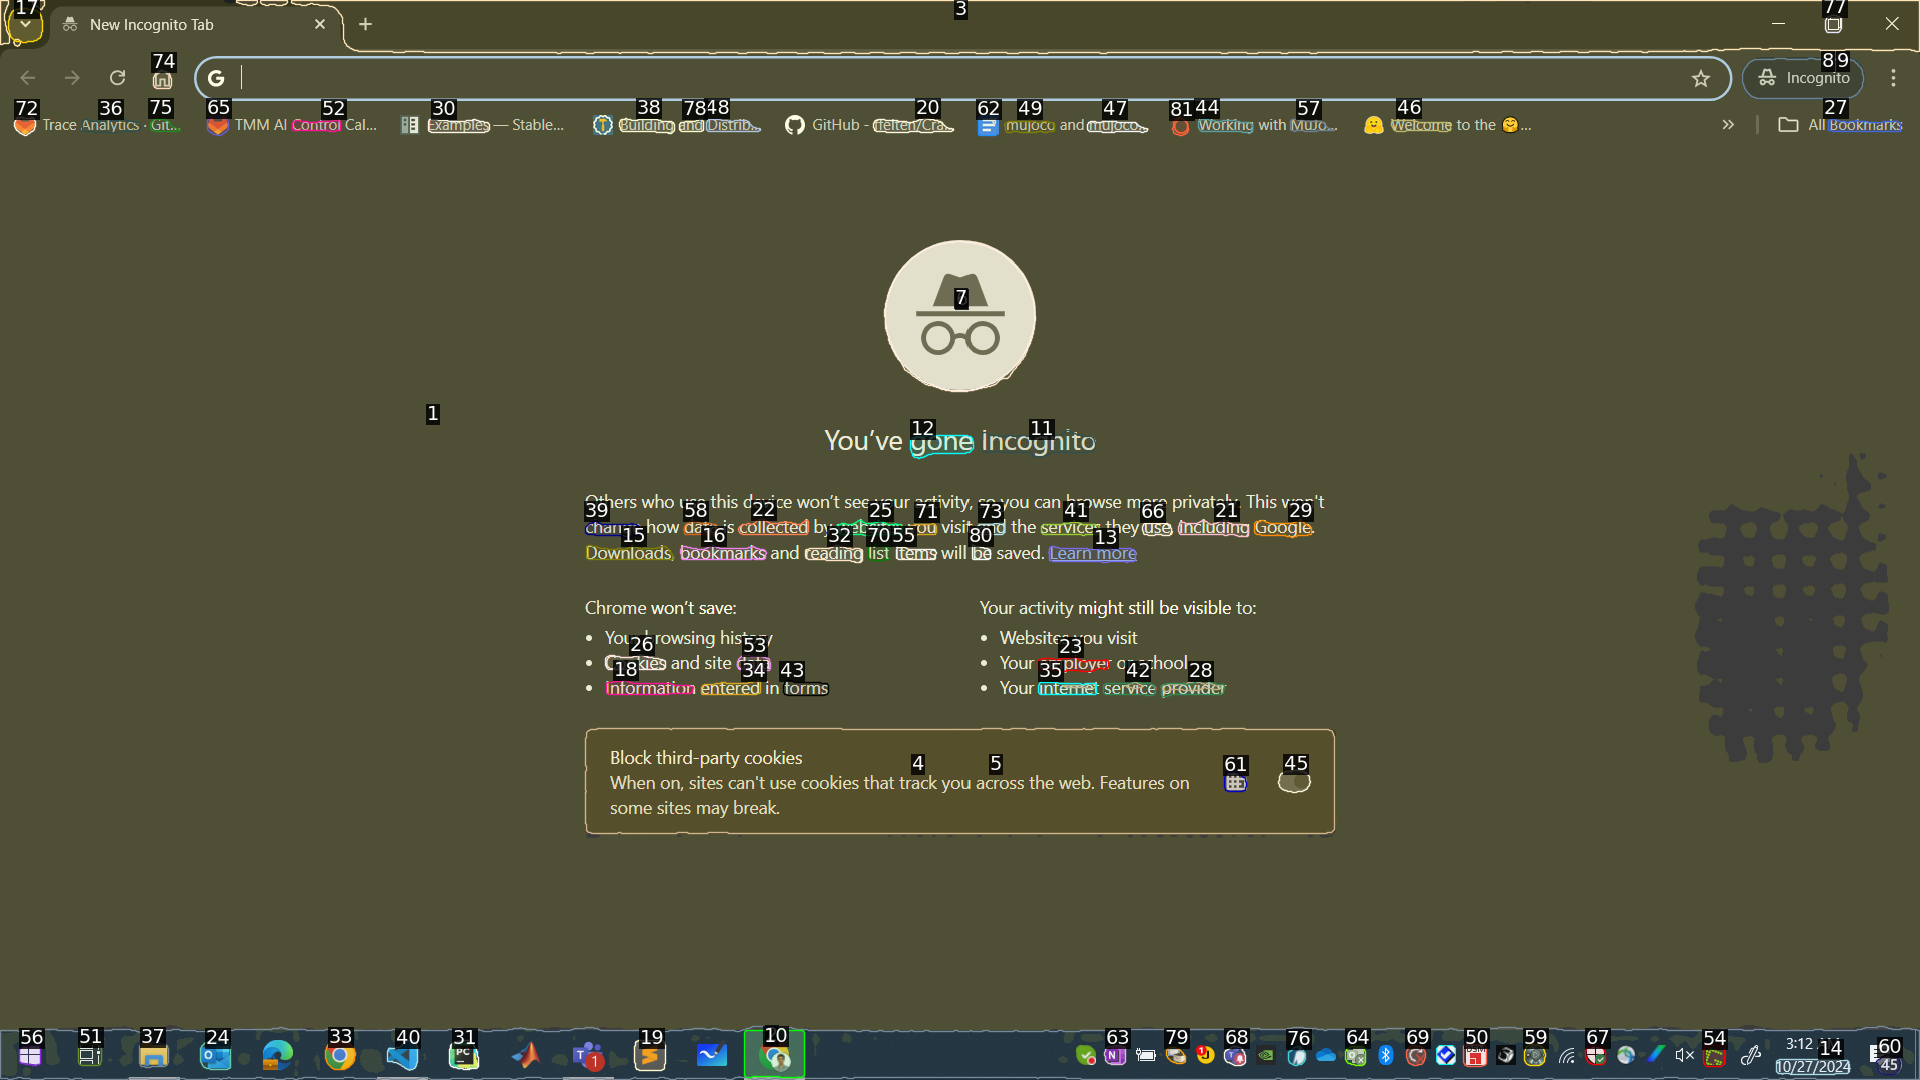 17
New Incognito Tab
3
77
74
Incognito
89
72 36 75 65 52 30 38 78 48 20 62 49 47 81 44 57 46 27
Trace Analytics · Git...
TMM AI Control Cal...
Examples — Stable...
Building and Distrib...
GitHub - rlelten/Cra...
mujoco and mujoco...
Working with MuJo...
Welcome to the 🤗...
All Bookmarks
7
1
12 11
You've gone Incognito
Others who use this device won't see your activity, so you can browse more privately. This won't
39 58 22 25 71 73 41 66 21 29
change how data is collected by websites you visit and the services they use, including Google.
15 16 32 70 55 80 13
Downloads, bookmarks and reading list items will be saved. Learn more
Chrome won't save:
• Your browsing history
26 53
• Cookies and site data
18 34 43
• Information entered in forms
Your activity might still be visible to:
• Websites you visit
23
• Your employer or school
35 42 28
• Your internet service provider
Block third-party cookies
4 5 61 45
When on, sites can't use cookies that track you across the web. Features on
some sites may break.
56 51 37 24 33 40 31 19 10 63 79 68 76 64 69 50 59 67 54 14 60
PC
1
3:12
10/27/2024
45